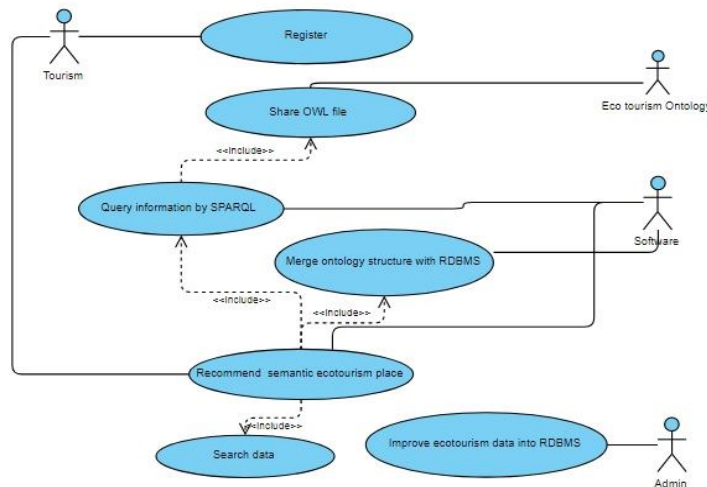 Register
Tourism
Share OWL file
Eco tourism Ontology
<<Include>>
Query information by SPARQL
Software
Merge ontology structure with RDBMS
<<Include>>
<<Include>>
Recommend semantic ecotourism place
<<Include>>
Improve ecotourism data into RDBMS
Search data
Admin